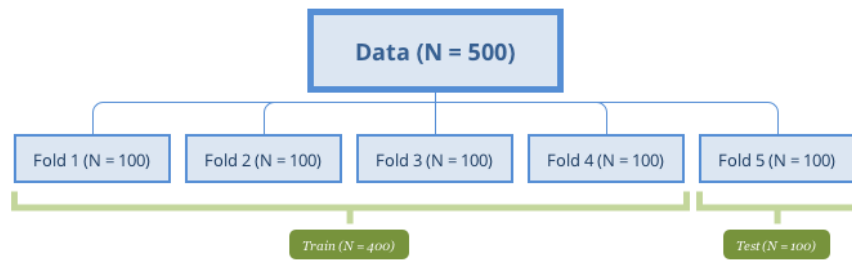 Data (N = 500)
Fold 1 (N = 100)
Fold 2 (N = 100)
Fold 3 (N = 100)
Fold 4 (N = 100)
Fold 5 (N = 100)
Train (N = 400)
Test (N = 100)